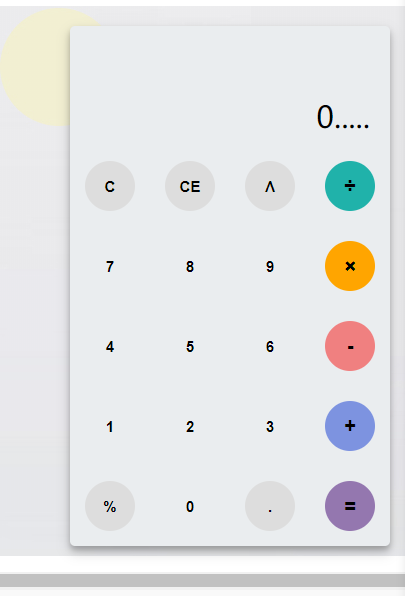 0.....
C CE Λ ÷
7 8 9 ×
4 5 6 -
1 2 3 +
% 0 . =